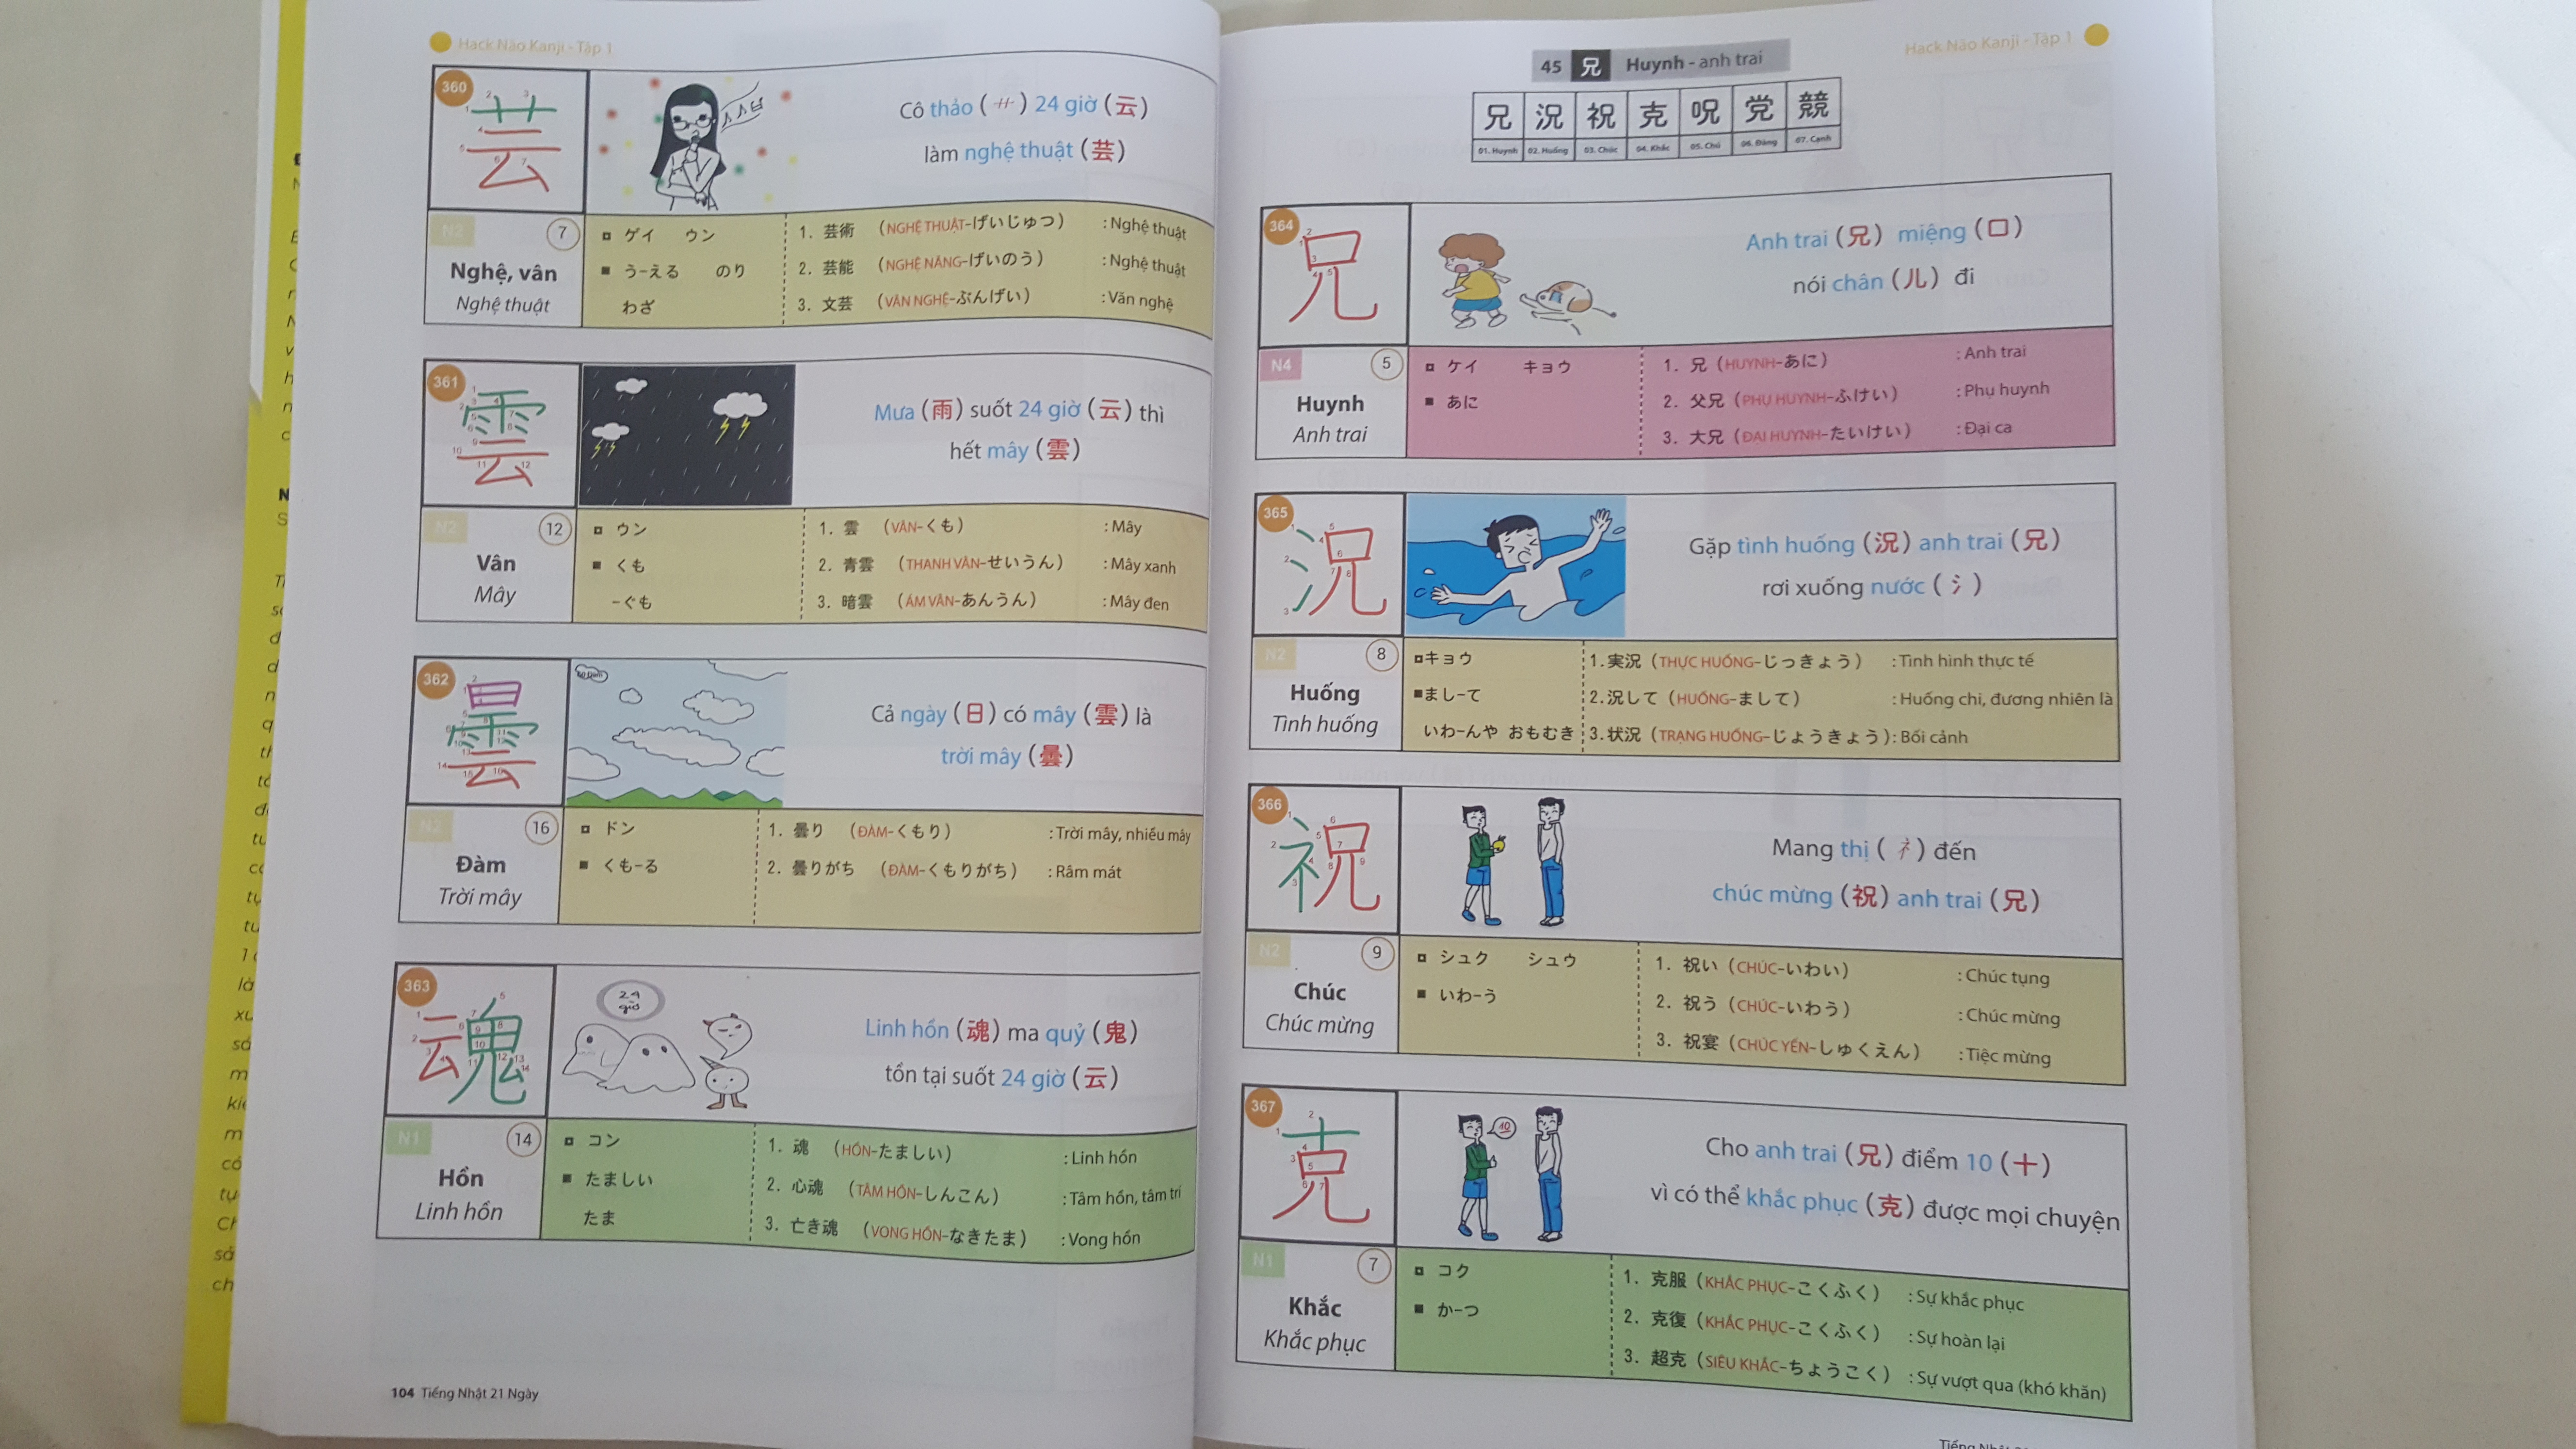 Hack Não Kanji - Tập 1
360
N2
7
Nghệ, vân
Nghệ thuật
Cô thảo (艹) 24 giờ (云)
làm nghệ thuật (芸)
ゲイ ウン
う-える のり
わざ
1. 芸術 (NGHỆ THUẬT-げいじゅつ) : Nghệ thuật
2. 芸能 (NGHỆ NĂNG-げいのう) : Nghệ thuật
3. 文芸 (VĂN NGHỆ-ぶんげい) : Văn nghệ
361
N2
12
Vân
Mây
Mưa (雨) suốt 24 giờ (云) thì
hết mây (雲)
ウン
くも
-ぐも
1. 雲 (VÂN-くも) : Mây
2. 青雲 (THANH VÂN-せいうん) : Mây xanh
3. 暗雲 (ÁM VÂN-あんうん) : Mây đen
362
N2
16
Đàm
Trời mây
Cả ngày (日) có mây (雲) là
trời mây (曇)
ドン
くも-る
1. 曇り (ĐÀM-くもり) : Trời mây, nhiều mây
2. 曇りがち (ĐÀM-くもりがち) : Râm mát
363
N1
14
Hồn
Linh hồn
24
giờ
Linh hồn (魂) ma quỷ (鬼)
tồn tại suốt 24 giờ (云)
コン
たましい
たま
1. 魂 (HỒN-たましい) : Linh hồn
2. 心魂 (TÂM HỒN-しんこん) : Tâm hồn, tâm trí
3. 亡き魂 (VONG HỒN-なきたま) : Vong hồn
104 Tiếng Nhật 21 Ngày
Hack Não Kanji - Tập 1
45 兄 Huynh - anh trai
兄 況 祝 克 呪 党 競
01. Huynh 02. Huống 03. Chúc 04. Khắc 05. Chú 06. Đảng 07. Cạnh
364
N4
5
Huynh
Anh trai
Anh trai (兄) miệng (口)
nói chân (儿) đi
ケイ キョウ
あに
1. 兄 (HUYNH-あに) : Anh trai
2. 父兄 (PHỤ HUYNH-ふけい) : Phụ huynh
3. 大兄 (ĐẠI HUYNH-たいけい) : Đại ca
365
N2
8
Huống
Tình huống
Gặp tình huống (況) anh trai (兄)
rơi xuống nước (氵)
キョウ
まし-て
いわ-んや おもむき
1. 実況 (THỰC HUỐNG-じっきょう) : Tình hình thực tế
2. 況して (HUỐNG-まして) : Huống chi, đương nhiên là
3. 状況 (TRẠNG HUỐNG-じょうきょう) : Bối cảnh
366
N2
9
Chúc
Chúc mừng
Mang thị (ネ) đến
chúc mừng (祝) anh trai (兄)
シュク シュウ
いわ-う
1. 祝い (CHÚC-いわい) : Chúc tụng
2. 祝う (CHÚC-いわう) : Chúc mừng
3. 祝宴 (CHÚC YẾN-しゅくえん) : Tiệc mừng
367
N1
7
Khắc
Khắc phục
10
Cho anh trai (兄) điểm 10 (十)
vì có thể khắc phục (克) được mọi chuyện
コク
か-つ
1. 克服 (KHẮC PHỤC-こくふく) : Sự khắc phục
2. 克復 (KHẮC PHỤC-こくふく) : Sự hoàn lại
3. 超克 (SIÊU KHẮC-ちょうこく) : Sự vượt qua (khó khăn)